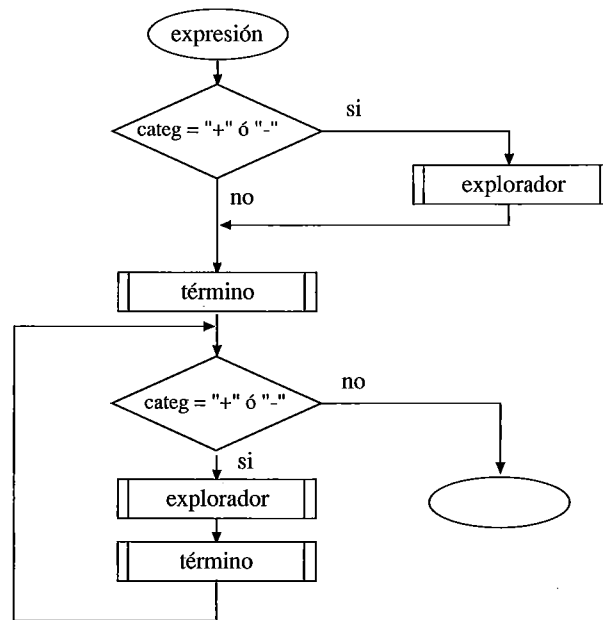 expresión
si
categ = "+" ó "-"
explorador
no
término
no
categ = "+" ó "-"
si
explorador
término